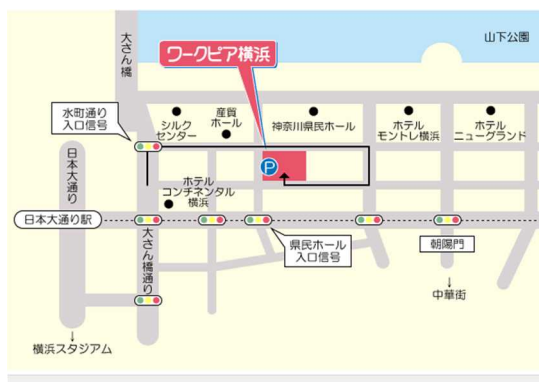 大さん橋
山下公園
ワークピア横浜
水町通り
入口信号
シルク
センター
産貿
ホール
神奈川県民ホール
ホテル
モントレ横浜
ホテル
ニューグランド
日本大通り
P
ホテル
コンチネンタル
横浜
日本大通り駅
大さん橋通り
県民ホール
入口信号
朝陽門
中華街
横浜スタジアム